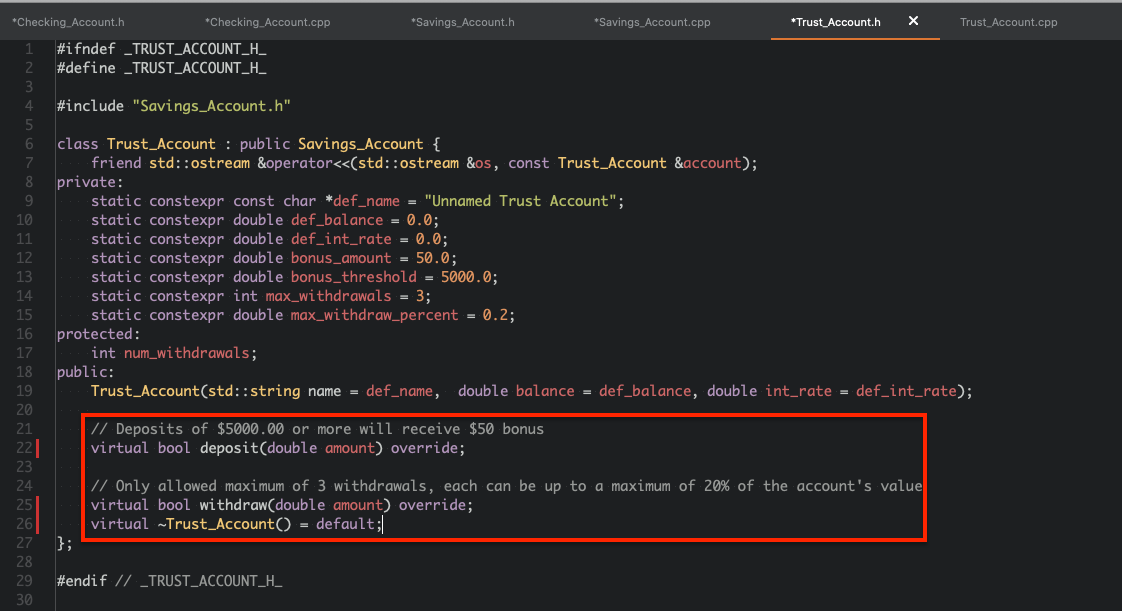 *Checking_Account.h *Checking_Account.cpp *Savings_Account.h *Savings_Account.cpp *Trust_Account.h ✕ Trust_Account.cpp
1 #ifndef _TRUST_ACCOUNT_H_
2 #define _TRUST_ACCOUNT_H_
3
4 #include "Savings_Account.h"
5
6 class Trust_Account : public Savings_Account {
7     friend std::ostream &operator<<(std::ostream &os, const Trust_Account &account);
8 private:
9     static constexpr const char *def_name = "Unnamed Trust Account";
10     static constexpr double def_balance = 0.0;
11     static constexpr double def_int_rate = 0.0;
12     static constexpr double bonus_amount = 50.0;
13     static constexpr double bonus_threshold = 5000.0;
14     static constexpr int max_withdrawals = 3;
15     static constexpr double max_withdraw_percent = 0.2;
16 protected:
17     int num_withdrawals;
18 public:
19     Trust_Account(std::string name = def_name,  double balance = def_balance, double int_rate = def_int_rate);
20
21     // Deposits of $5000.00 or more will receive $50 bonus
22     virtual bool deposit(double amount) override;
23
24     // Only allowed maximum of 3 withdrawals, each can be up to a maximum of 20% of the account's value
25     virtual bool withdraw(double amount) override;
26     virtual ~Trust_Account() = default;
27 };
28
29 #endif // _TRUST_ACCOUNT_H_
30